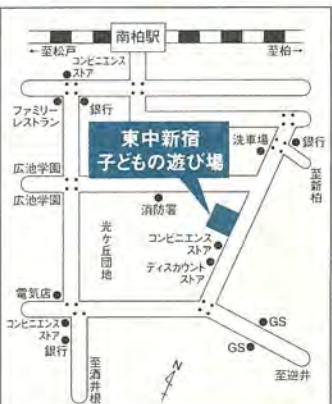 南柏駅
←至松戸
至柏→
コンビニエンス
ストア
ファミリー
レストラン
銀行
東中新宿
子どもの遊び場
洗車場
銀行
至新柏
広池学園
広池学園
消防署
光ケ丘団地
コンビニエンス
ストア
ディスカウント
ストア
電気店
コンビニエンス
ストア
銀行
至酒井根
GS
GS
至逆井
N